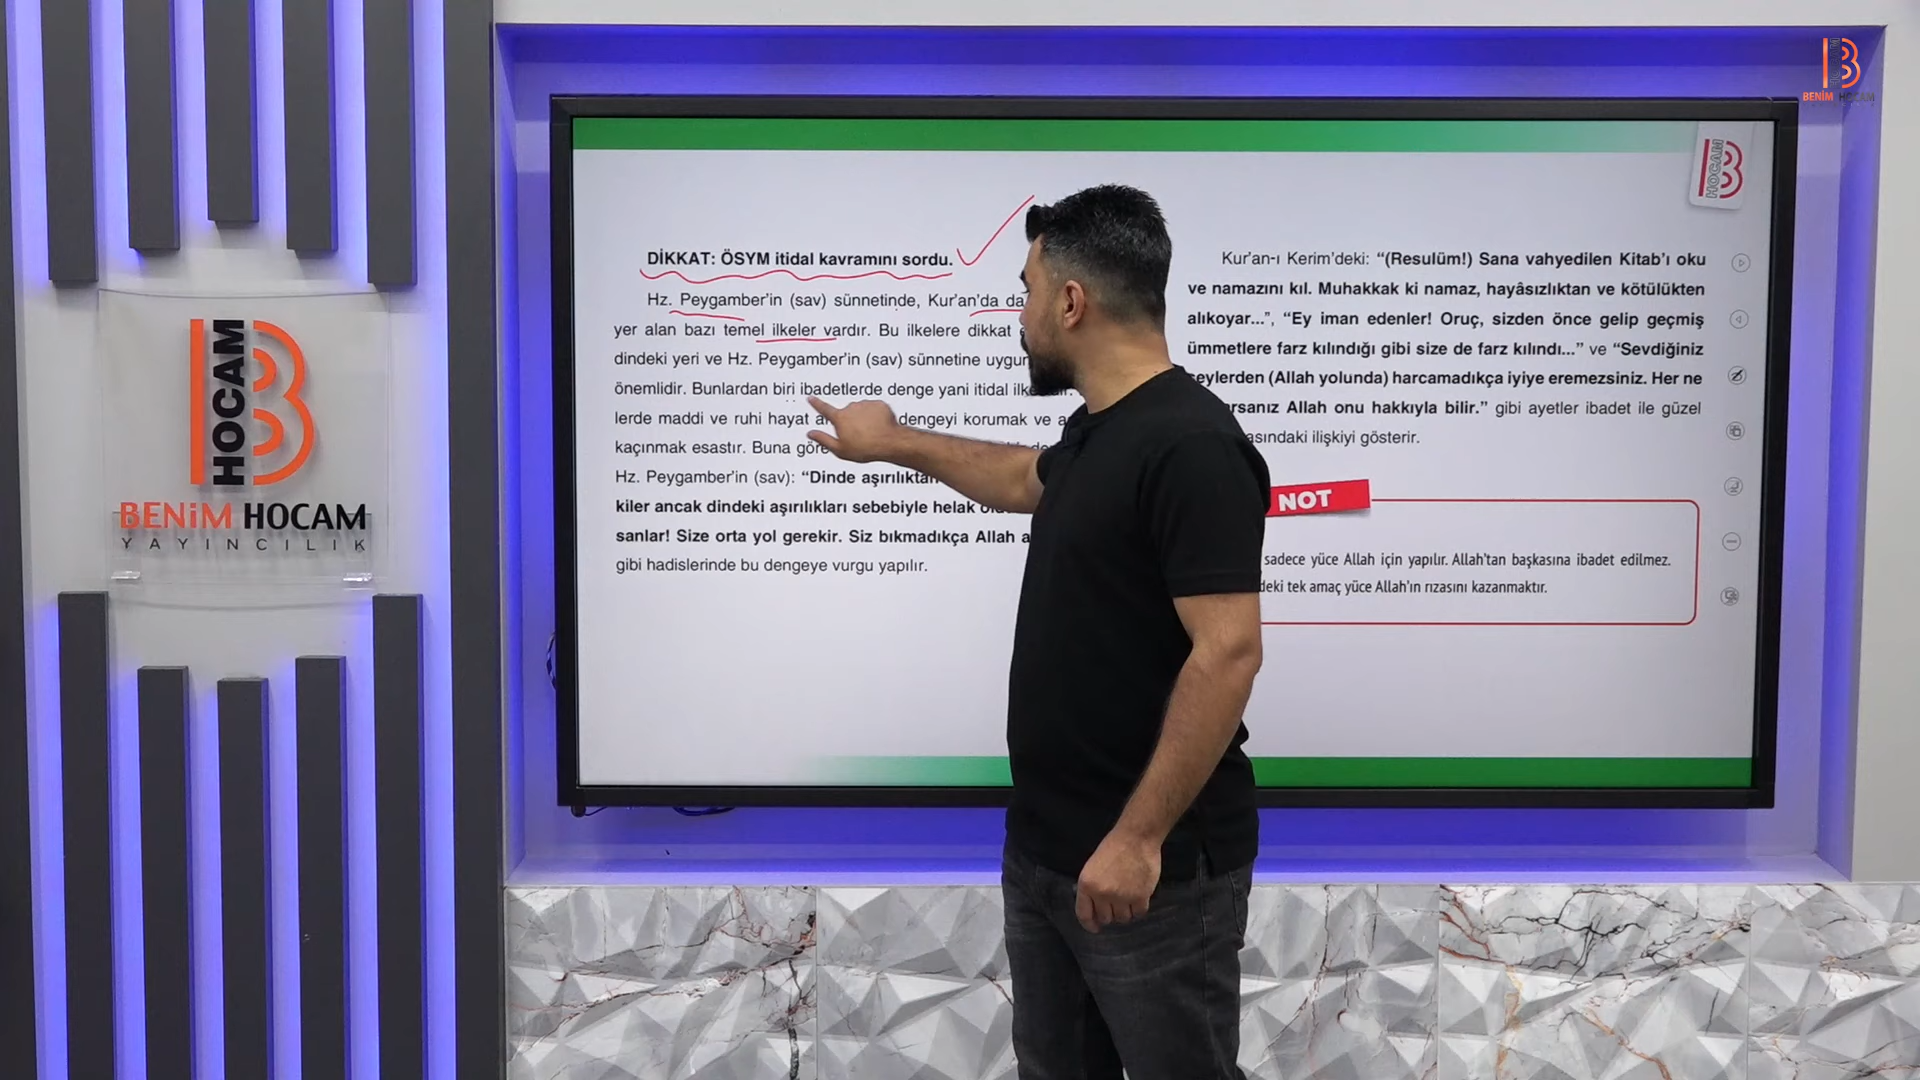 BENİM HOCAM
HOCAM
BENİM HOCAM
YAYINCILIK
HOCAM
DİKKAT: ÖSYM itidal kavramını sordu.
Hz. Peygamber'in (sav) sünnetinde, Kur'an'da da
yer alan bazı temel ilkeler vardır. Bu ilkelere dikkat
dindeki yeri ve Hz. Peygamber'in (sav) sünnetine
önemlidir. Bunlardan biri ibadetlerde denge yani itidal
lerde maddi ve ruhi hayat dengeyi korumak ve
kaçınmak esastır. Buna göre
Hz. Peygamber'in (sav): “Dinde
kiler ancak dindeki aşırılıkları sebebiyle helak
sanlar! Size orta yol gerekir. Siz bıkmadıkça Allah
gibi hadislerinde bu dengeye vurgu yapılır.
Kur'an-ı Kerim'deki: “(Resulüm!) Sana vahyedilen Kitab'ı oku
ve namazını kıl. Muhakkak ki namaz, hayâsızlıktan ve kötülükten
alıkoyar...”, “Ey iman edenler! Oruç, sizden önce gelip geçmiş
ümmetlere farz kılındığı gibi size de farz kılındı...” ve “Sevdiğiniz
şeylerden (Allah yolunda) harcamadıkça iyiye eremezsiniz. Her ne
Allah onu hakkıyla bilir.” gibi ayetler ibadet ile güzel
ilişkiyi gösterir.
NOT
sadece yüce Allah için yapılır. Allah'tan başkasına ibadet edilmez.
tek amaç yüce Allah'ın rızasını kazanmaktır.